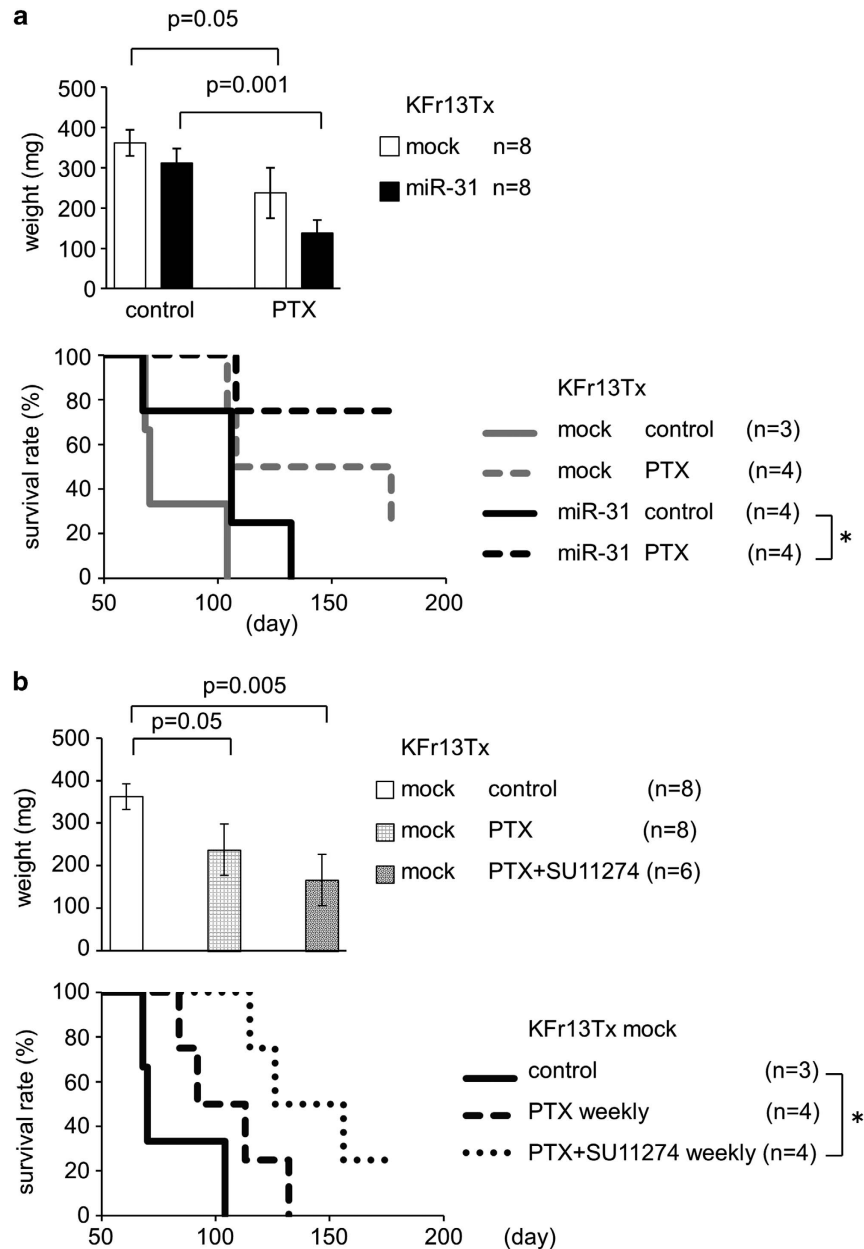 a
p=0.05
p=0.001
500
400
300
200
100
0
weight (mg)
control PTX
KFr13Tx
mock n=8
miR-31 n=8
100
80
60
40
20
0
survival rate (%)
50 100 150 200
(day)
KFr13Tx
mock control (n=3)
mock PTX (n=4)
miR-31 control (n=4)
miR-31 PTX (n=4)
*
b
p=0.005
p=0.05
500
400
300
200
100
0
weight (mg)
KFr13Tx
mock control (n=8)
mock PTX (n=8)
mock PTX+SU11274 (n=6)
100
80
60
40
20
0
survival rate (%)
50 100 150 200 (day)
KFr13Tx mock
control (n=3)
PTX weekly (n=4)
PTX+SU11274 weekly (n=4)
*